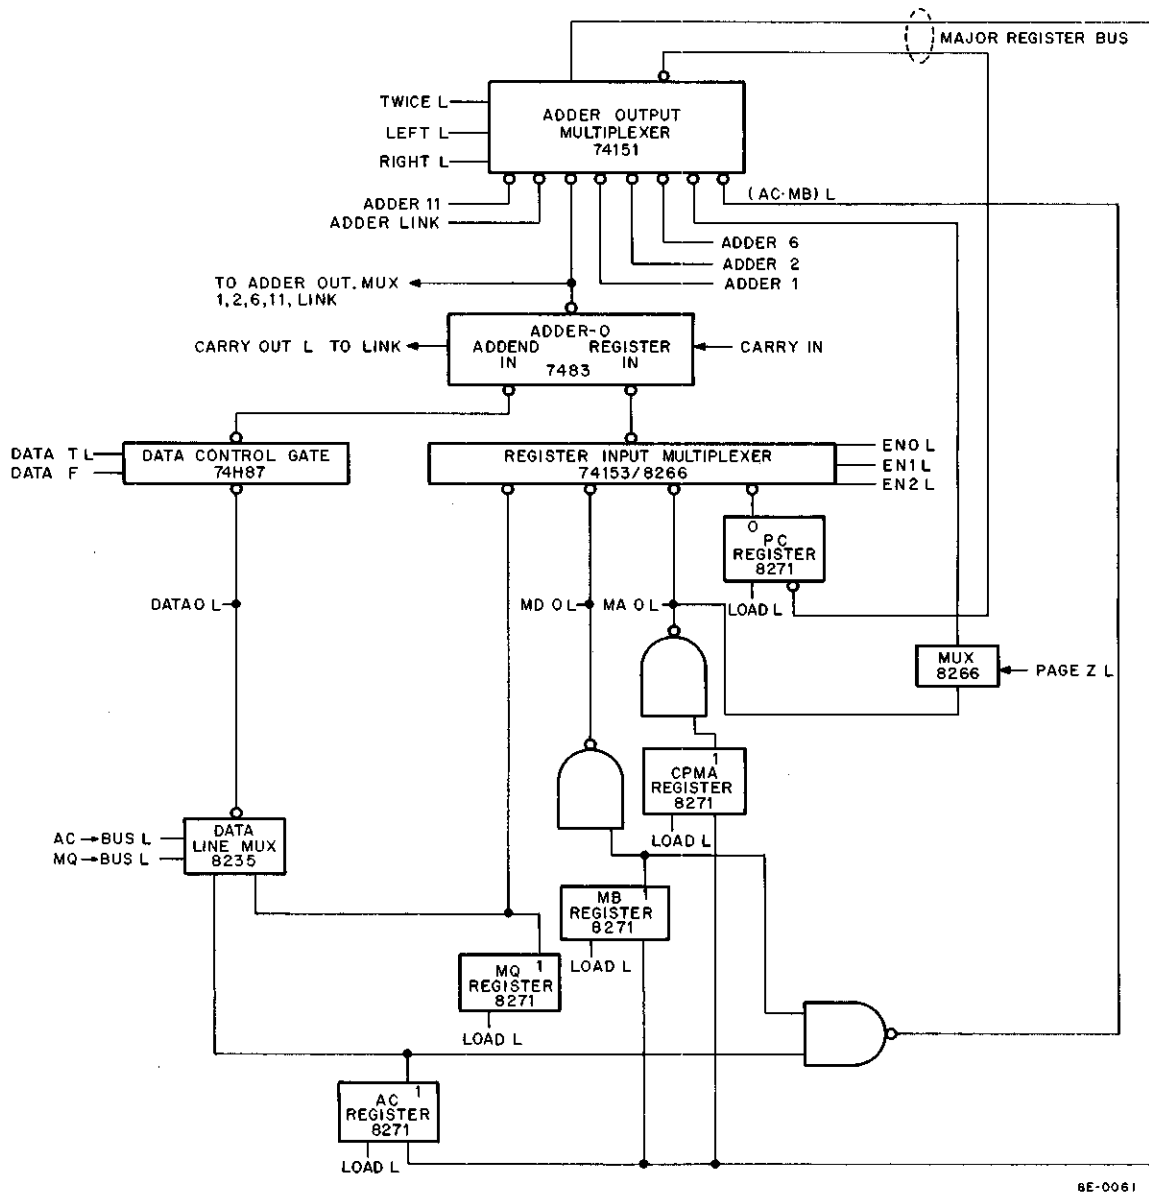 MAJOR REGISTER BUS
TWICE L
LEFT L
RIGHT L
ADDER OUTPUT
MULTIPLEXER
74151
ADDER 11
ADDER LINK
(AC·MB) L
ADDER 6
ADDER 2
ADDER 1
TO ADDER OUT. MUX
1,2,6,11, LINK
ADDER-0
ADDEND IN
REGISTER IN
7483
CARRY OUT L TO LINK
CARRY IN
DATA T L
DATA F
DATA CONTROL GATE
74H87
REGISTER INPUT MULTIPLEXER
74153/8266
EN0 L
EN1 L
EN2 L
0
PC
REGISTER
8271
LOAD L
DATA 0 L
MD 0 L
MA 0 L
MUX
8266
PAGE Z L
1
CPMA
REGISTER
8271
LOAD L
AC→BUS L
MQ→BUS L
DATA
LINE MUX
8235
MB
REGISTER
8271
LOAD L
MQ 1
REGISTER
8271
LOAD L
AC 1
REGISTER
8271
LOAD L
8E-0061